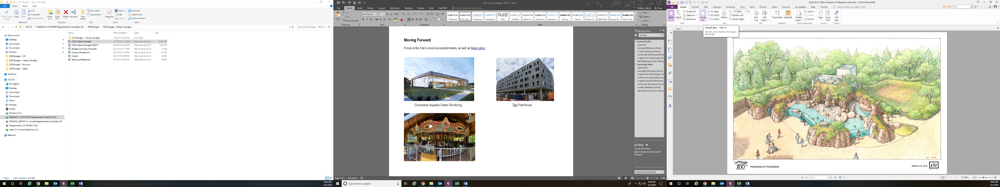 2020 Budget - Citizen's Budget
File Home Share View
Pin to Quick access Copy Paste Cut Copy path Paste shortcut Move to Copy to Delete Rename New folder New item Easy access Properties Open Edit History Select all Select none Invert selection
Clipboard Organize New Open Select
This PC > FINANCE (\\CIVICNET\Departments\Controller) (R:) > 2020 Budget > 2020 Budget - Citizen's Budget
Search 2020 Budget - Citizen's...
Name Date modified Type Size
Quick access
Desktop
Downloads
Documents
Pictures
2020 Budget - CIP
2020 Budget - Citizen's Budget
2020 Budget - Revenue
2020 Budget - Salary
OneDrive
This PC
3D Objects
Desktop
Documents
Downloads
Music
Pictures
Videos
Windows (C:)
FINANCE (\\CIVICNET\Departments\Controller) (R:)
FINANCE_ADMIN (\\civicnet\departments\Controller) (S:)
Departments (\\CIVICNET) (W:)
raster (\\civicnet\deptshare) (Y:)
Network
2019 Budget - Citizen's Budget 7/9/2019 3:20 PM File folder
2020 Citizen's Budget 7/17/2019 1:18 PM Microsoft Word D... 4,431 KB
2020 Citizen's Budget-DRAFT 8/5/2019 9:34 AM Microsoft Word D... 1,827 KB
Budget Summary Numbers 8/1/2019 5:11 PM Microsoft Excel W... 12 KB
Expense Breakdown 8/2/2019 2:16 PM Microsoft Excel W... 92 KB
Graphs 8/2/2019 4:00 PM Microsoft Excel W... 24 KB
Revenue Breakdown 8/2/2019 2:29 PM Microsoft Excel W... 40 KB
7 items 1 item selected 4.32 MB
9:49 AM
8/5/2019
2020 Citizen's Budget-DRAFT - Word
File Home Insert Design Layout References Mailings Review View Foxit PDF Tell me what you want to do...
Probus, Julie A. Share
Paste Cut Copy Format Painter
Arial Narrow 11
¶ Normal ¶ No Spac... Heading 1 Heading 2 Title Subtitle Subtle Em... Emphasis Intense E... Strong Quote Intense Q... Subtle Ref... Intense Re... Book Title
Find Replace Select
Clipboard Font Paragraph Styles Editing
Moving Forward
A look at the City's recent accomplishments, as well as future plans
Deaconess Aquatic Center
Deaconess Aquatics Center Rendering
The Post House
Thesaurus
on time
punctual (adj.)
punctual
prompt (Dictionary Form)
in time (Dictionary Form)
on the dot (Dictionary Form)
in good time (Dictionary For
late (Dictionary Form Antony
punctually (adv.)
punctually
promptly (Dictionary Form)
in good time (Dictionary For
with time to spare (Dictionar
in plenty of time (Dictionary
on the dot (Dictionary Form)
in time (Dictionary Form)
late (Dictionary Form Antony
on time
To see definitions:
Sign in Using Your Microsoft Account
English (United States)
Page 4 of 4 643 words
130%
Type here to search
9:49 AM
8/5/2019
2018-03-23 MPZ Penguins of Patagonia Aerial.pdf - Foxit PhantomPDF
File Home Convert Edit Organize Comment View Form Protect Share Connect Accessibility Help Tutorial Tell me what you want to do...
Find
Hand Select SnapShot Clipboard Bookmark Actual Size Fit Page Fit Width Fit Visible Reflow 77.65% Rotate Left Rotate Right Edit Text Edit Object Typewriter Highlight Rotate Pages Insert Delete Extract Scan Quick OCR PDF Sign
Tools View Edit Comment Page Organization Convert Protect
Start
Actual Size Ctrl+1
Set the zoom level to the page's actual size
ZOO
PENGUINS OF PATAGONIA
MARCH 23, 2018
clr
DESIGN
1 / 1
77.65%
9:49 AM
8/5/2019